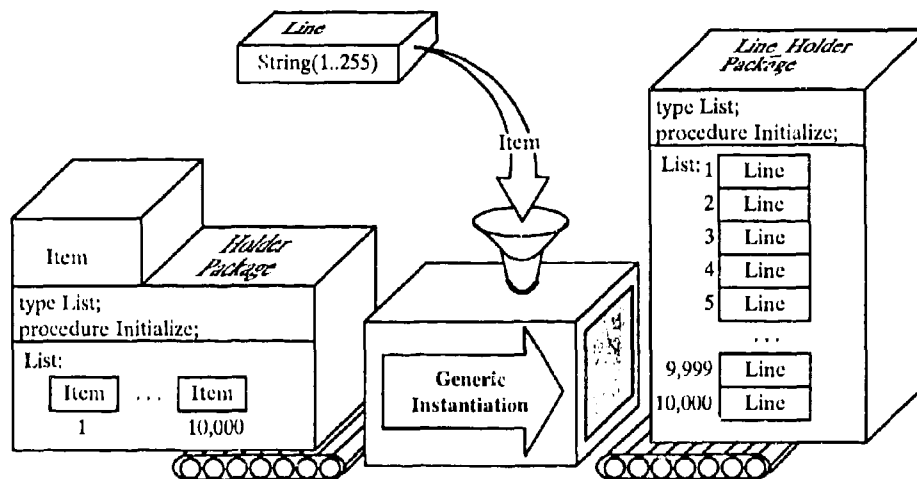 Line
String(1..255)
Item
Line_Holder
Package
type List;
procedure Initialize;
List:
1 Line
2 Line
3 Line
4 Line
5 Line
...
9,999 Line
10,000 Line
Item
Holder
Package
type List;
procedure Initialize;
List:
Item ... Item
1 10,000
Generic
Instantiation